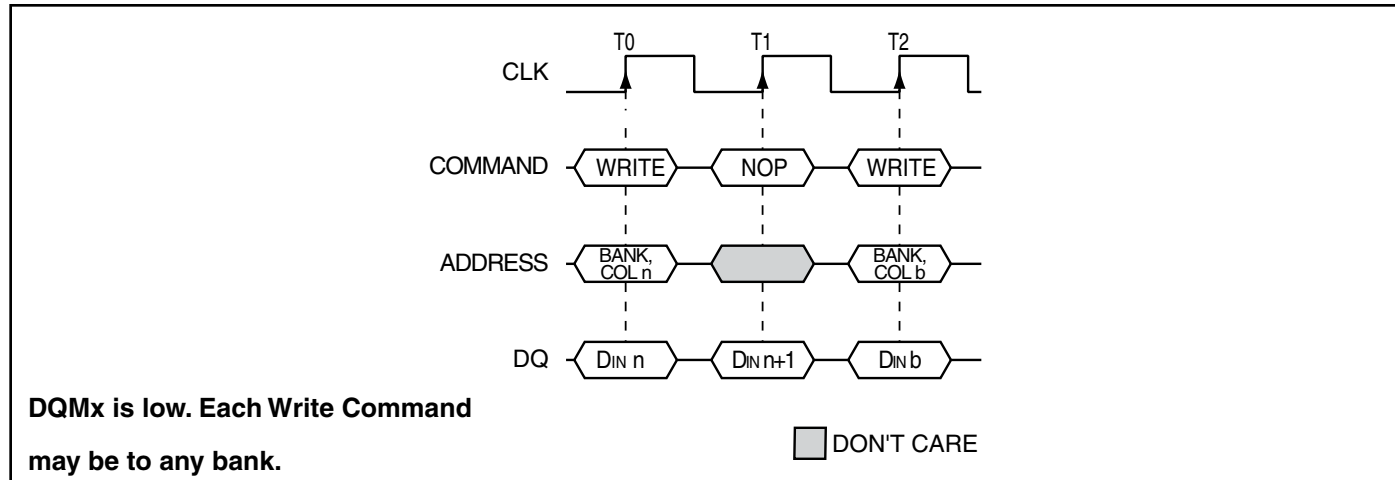 T0 T1 T2
CLK
COMMAND WRITE NOP WRITE
ADDRESS BANK, COL n BANK, COL b
DQ DIN n DIN n+1 DIN b
DQMx is low. Each Write Command
may be to any bank.
DON'T CARE